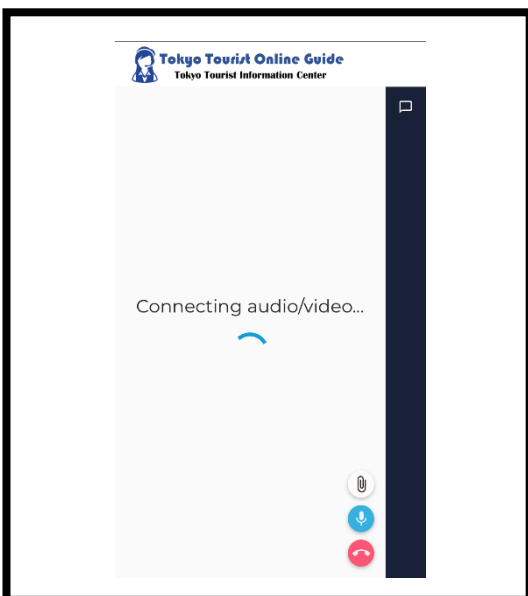 Tokyo Tourist Online Guide
Tokyo Tourist Information Center
Connecting audio/video...